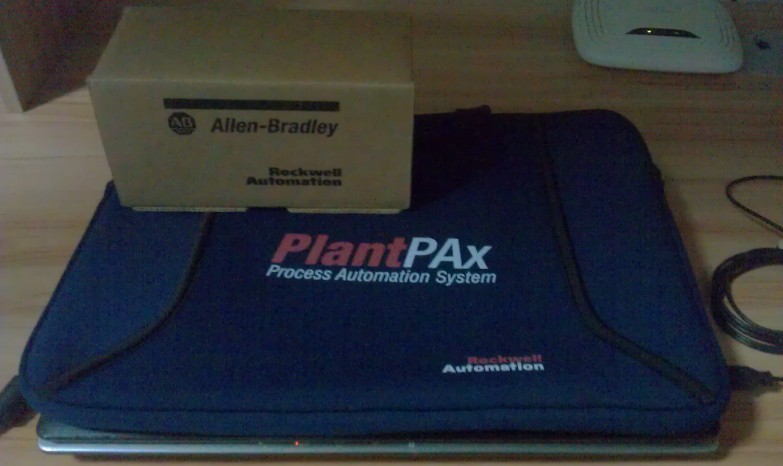 AB
Allen-Bradley
Rockwell
Automation
PlantPAx
Process Automation System
Rockwell
Automation